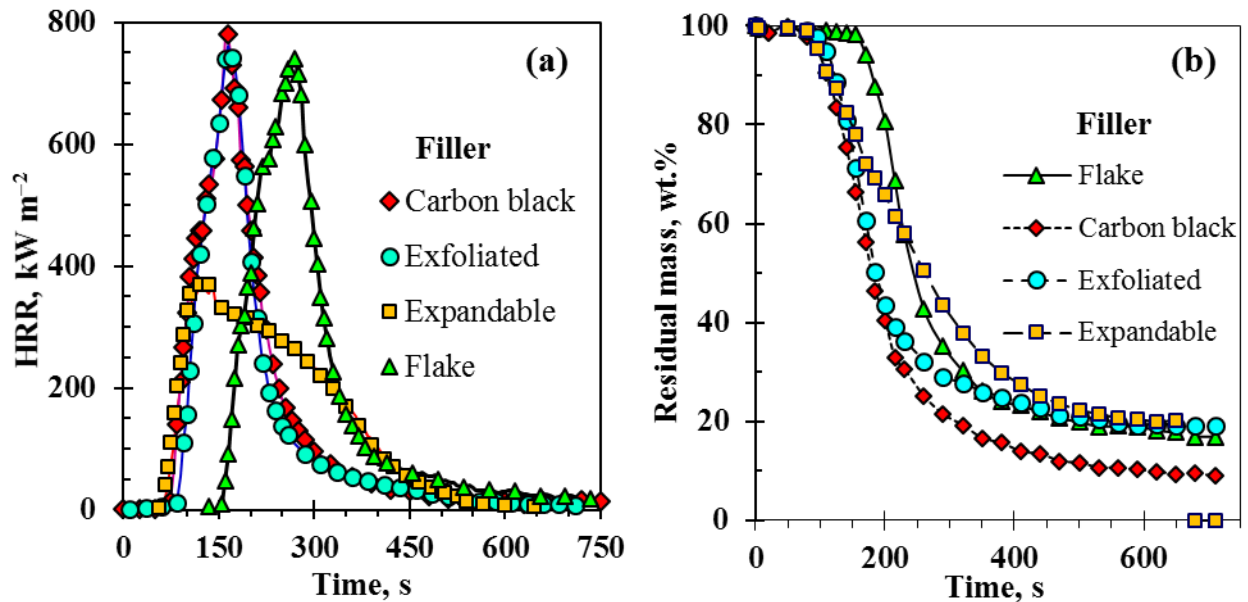 (a)
HRR, kW m⁻²
800
600
400
200
0
Filler
Carbon black
Exfoliated
Expandable
Flake
0 150 300 450 600 750
Time, s
(b)
Residual mass, wt.%
100
80
60
40
20
0
Filler
Flake
Carbon black
Exfoliated
Expandable
0 200 400 600
Time, s